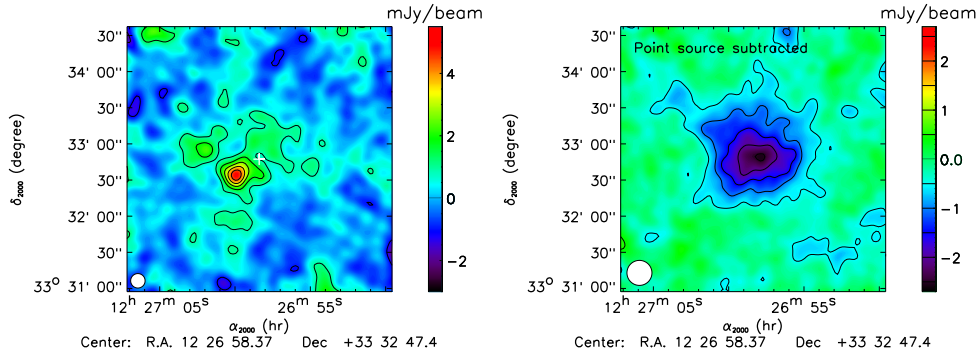 mJy/beam
30''
34' 00''
30''
33' 00''
30''
32' 00''
30''
33° 31' 00''
δ2000 (degree)
4
2
0
−2
12h 27m 05s
26m 55s
α2000 (hr)
Center: R.A. 12 26 58.37 Dec +33 32 47.4
mJy/beam
Point source subtracted
30''
34' 00''
30''
33' 00''
30''
32' 00''
30''
33° 31' 00''
δ2000 (degree)
2
1
0.0
−1
−2
12h 27m 05s
26m 55s
α2000 (hr)
Center: R.A. 12 26 58.37 Dec +33 32 47.4